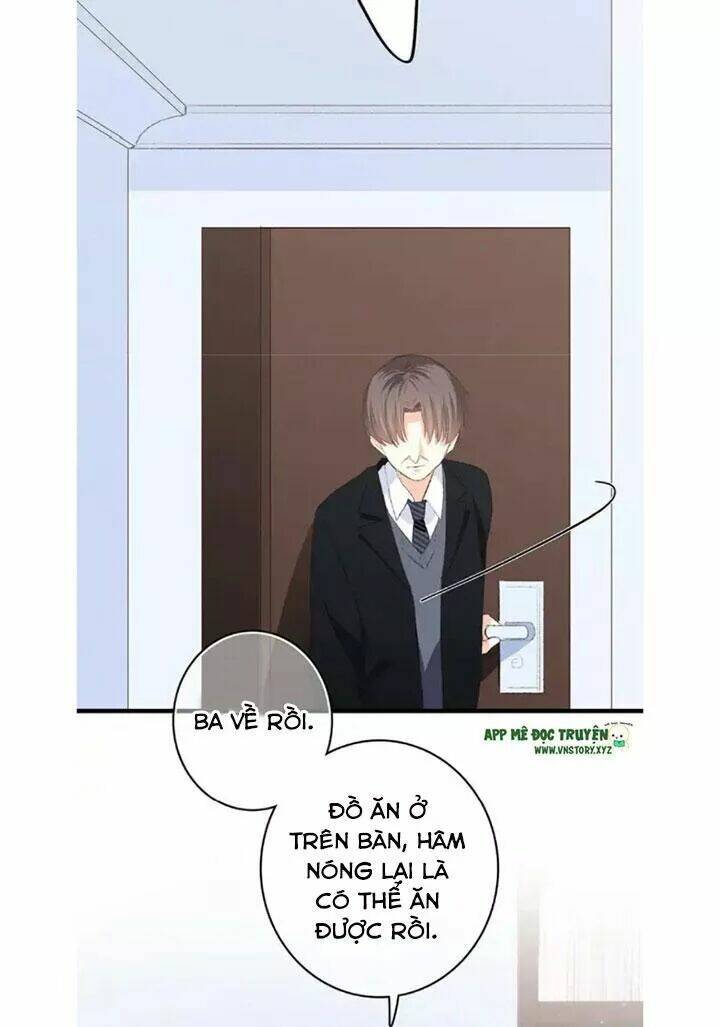 BA VỀ RỒI.
APP MÊ ĐỌC TRUYỆN
WWW.VNSTORY.XYZ
ĐỒ ĂN Ở
TRÊN BÀN, HÂM
NÓNG LẠI LÀ
CÓ THỂ ĂN
ĐƯỢC RỒI.